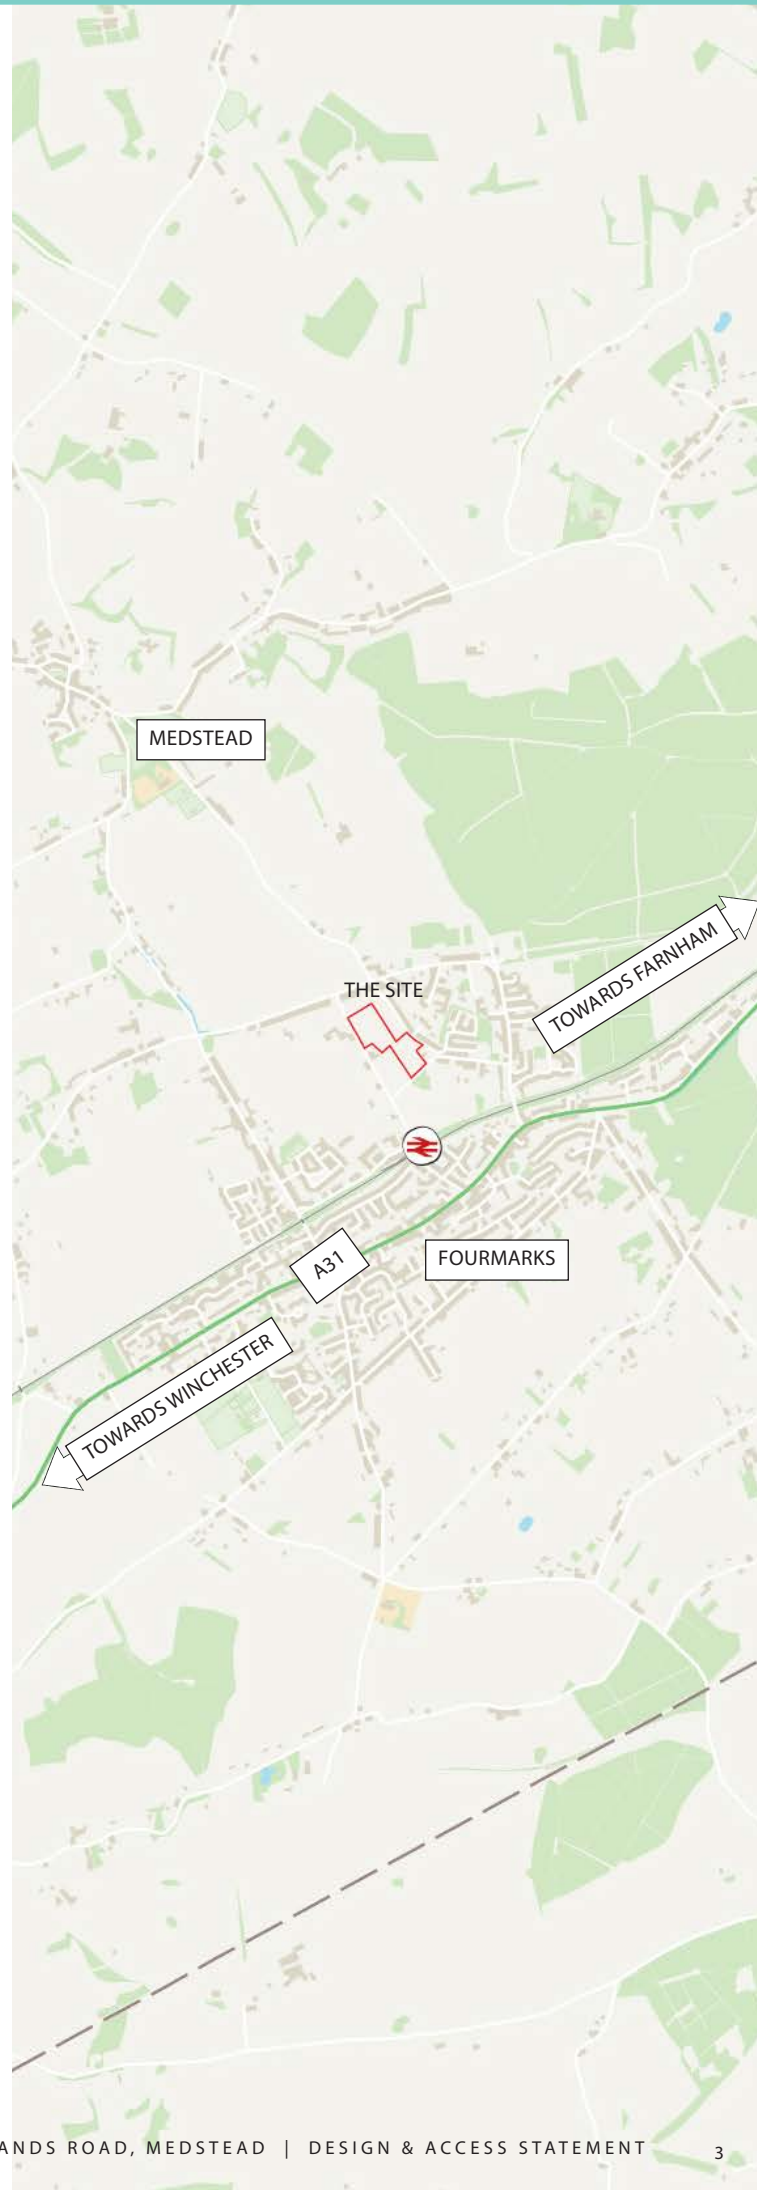 MEDSTEAD
THE SITE
TOWARDS FARNHAM
A31
FOURMARKS
TOWARDS WINCHESTER
ANDS ROAD, MEDSTEAD | DESIGN & ACCESS STATEMENT 3